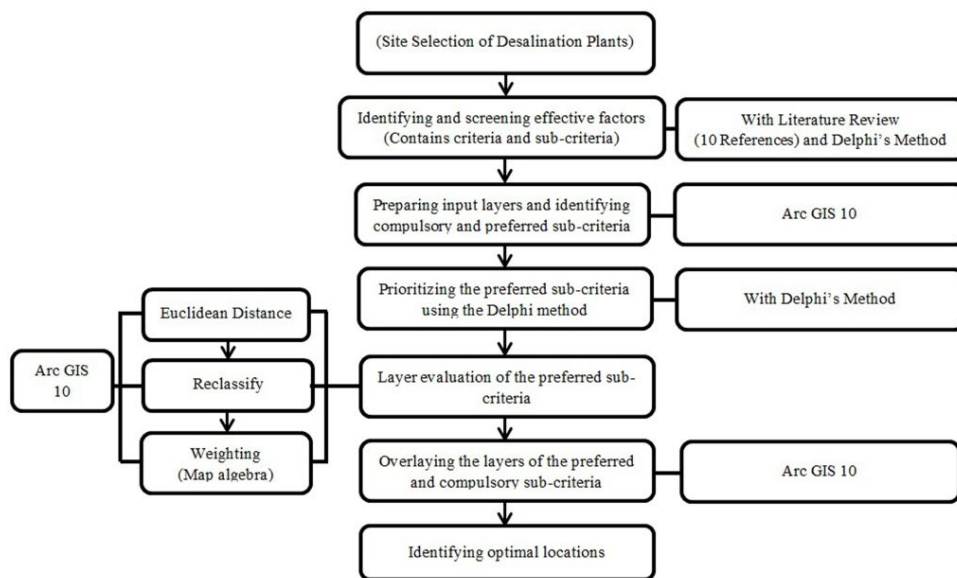 (Site Selection of Desalination Plants)
Identifying and screening effective factors
(Contains criteria and sub-criteria)
With Literature Review
(10 References) and Delphi's Method
Preparing input layers and identifying
compulsory and preferred sub-criteria
Arc GIS 10
Prioritizing the preferred sub-criteria
using the Delphi method
With Delphi's Method
Euclidean Distance
Arc GIS
10
Reclassify
Layer evaluation of the preferred sub-
criteria
Weighting
(Map algebra)
Overlaying the layers of the preferred
and compulsory sub-criteria
Arc GIS 10
Identifying optimal locations